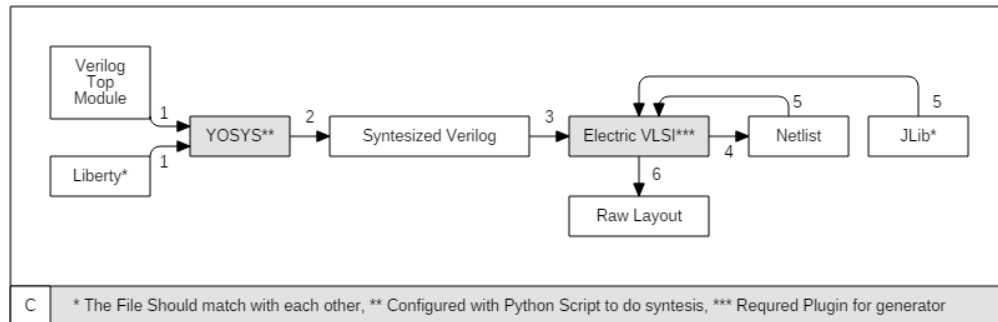 Verilog
Top
Module
1
2
3
5
5
YOSYS**
Syntesized Verilog
Electric VLSI***
Netlist
JLib*
1
4
Liberty*
6
Raw Layout
C
* The File Should match with each other, ** Configured with Python Script to do syntesis, *** Requred Plugin for generator